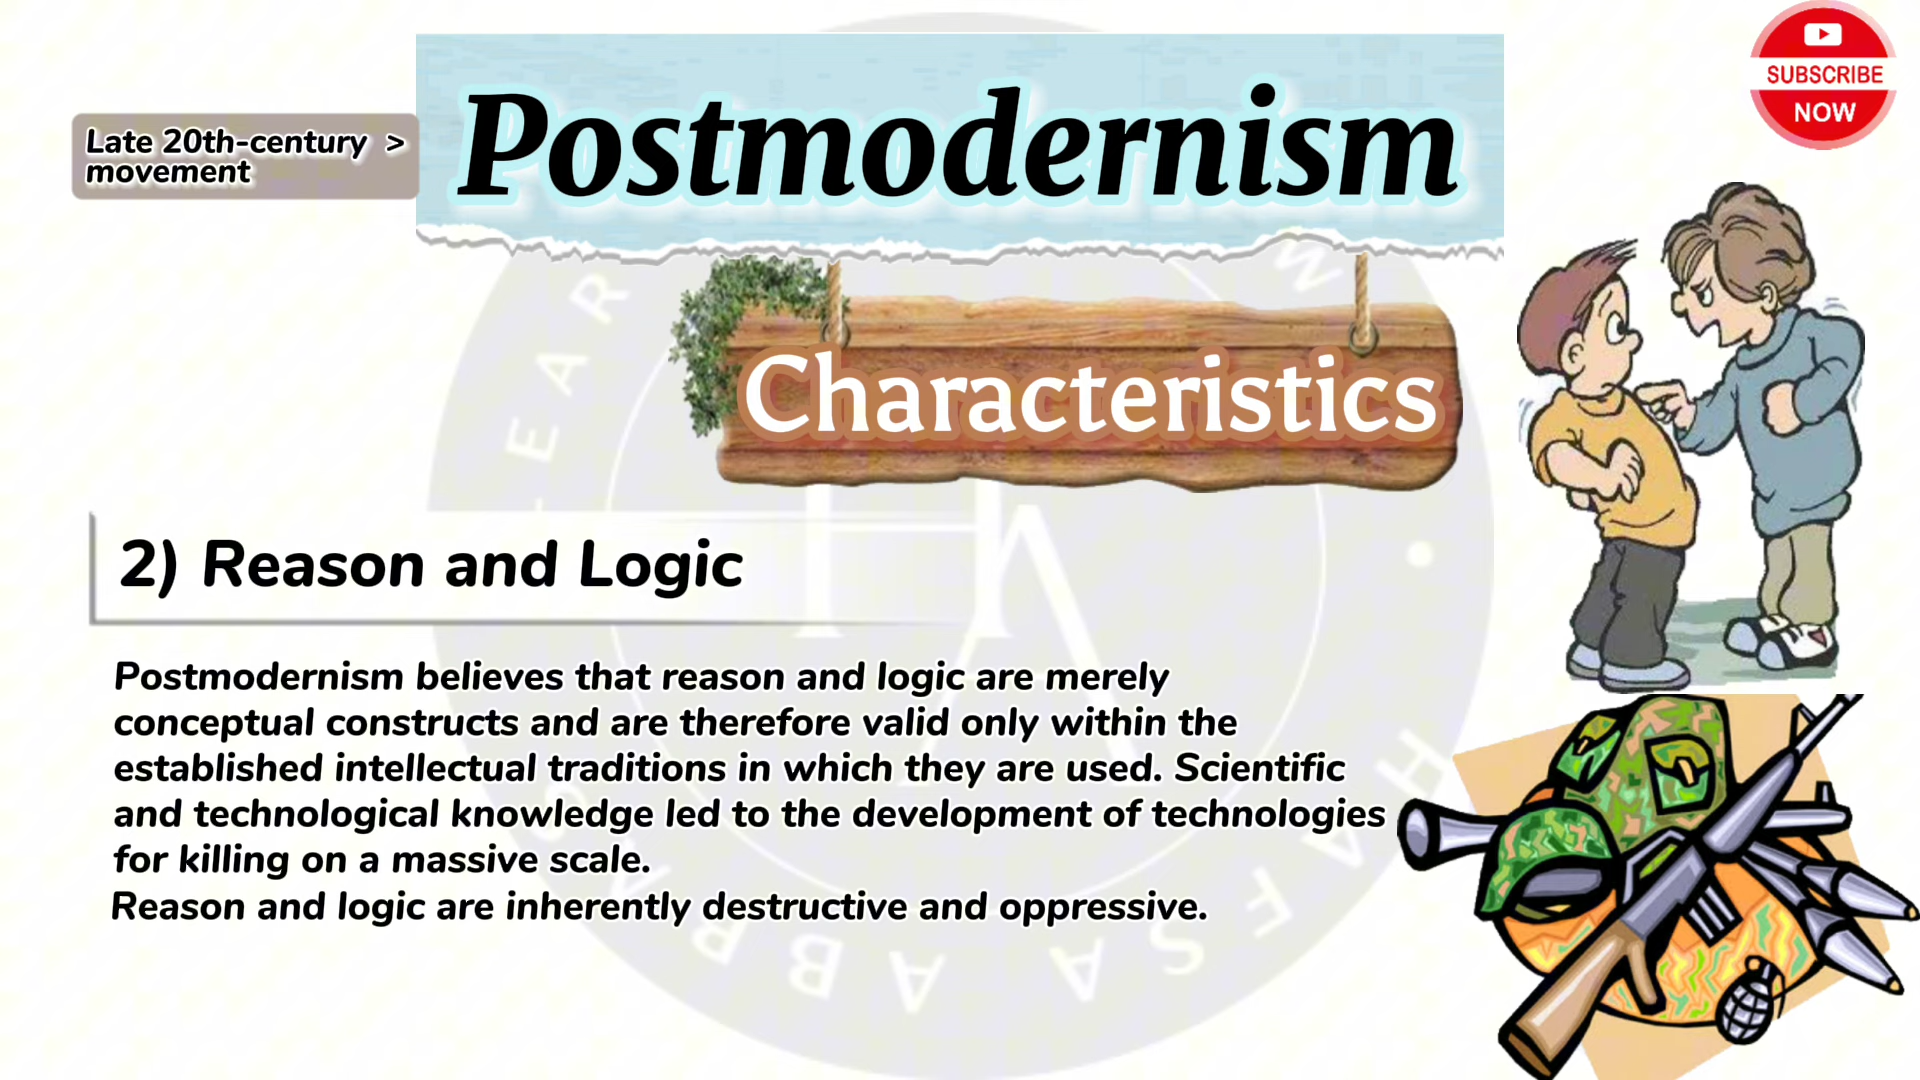 SUBSCRIBE
NOW
Late 20th-century >
movement
Postmodernism
Characteristics
2) Reason and Logic
Postmodernism believes that reason and logic are merely
conceptual constructs and are therefore valid only within the
established intellectual traditions in which they are used. Scientific
and technological knowledge led to the development of technologies
for killing on a massive scale.
Reason and logic are inherently destructive and oppressive.